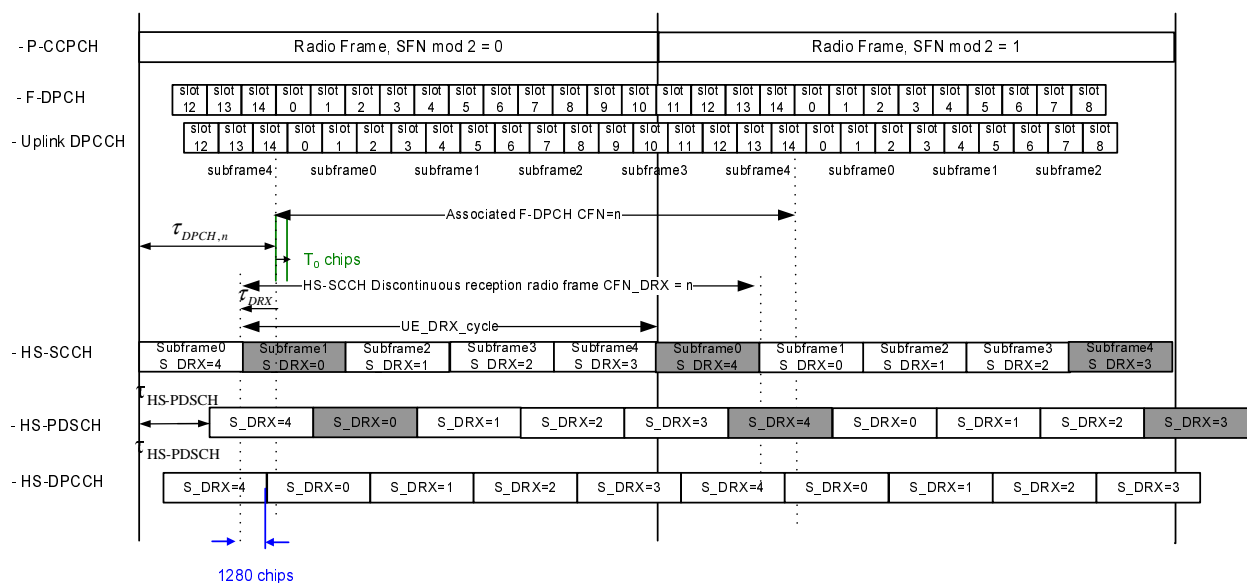 - P-CCPCH
Radio Frame, SFN mod 2 = 0
Radio Frame, SFN mod 2 = 1
- F-DPCH
slot 12 slot 13 slot 14 slot 0 slot 1 slot 2 slot 3 slot 4 slot 5 slot 6 slot 7 slot 8 slot 9 slot 10 slot 11 slot 12 slot 13 slot 14 slot 0 slot 1 slot 2 slot 3 slot 4 slot 5 slot 6 slot 7 slot 8
- Uplink DPCCH
slot 12 slot 13 slot 14 slot 0 slot 1 slot 2 slot 3 slot 4 slot 5 slot 6 slot 7 slot 8 slot 9 slot 10 slot 11 slot 12 slot 13 slot 14 slot 0 slot 1 slot 2 slot 3 slot 4 slot 5 slot 6 slot 7 slot 8
subframe4 subframe0 subframe1 subframe2 subframe3 subframe4 subframe0 subframe1 subframe2
Associated F-DPCH CFN=n
τDPCH,n
T0 chips
HS-SCCH Discontinuous reception radio frame CFN_DRX = n
τDRX
UE_DRX_cycle
- HS-SCCH
Subframe0 Subframe1 Subframe2 Subframe3 Subframe4 Subframe0 Subframe1 Subframe2 Subframe3 Subframe4
S_DRX=4 S_DRX=0 S_DRX=1 S_DRX=2 S_DRX=3 S_DRX=4 S_DRX=0 S_DRX=1 S_DRX=2 S_DRX=3
τHS-PDSCH
- HS-PDSCH
S_DRX=4 S_DRX=0 S_DRX=1 S_DRX=2 S_DRX=3 S_DRX=4 S_DRX=0 S_DRX=1 S_DRX=2 S_DRX=3
τHS-PDSCH
- HS-DPCCH
S_DRX=4 S_DRX=0 S_DRX=1 S_DRX=2 S_DRX=3 S_DRX=4 S_DRX=0 S_DRX=1 S_DRX=2 S_DRX=3
1280 chips